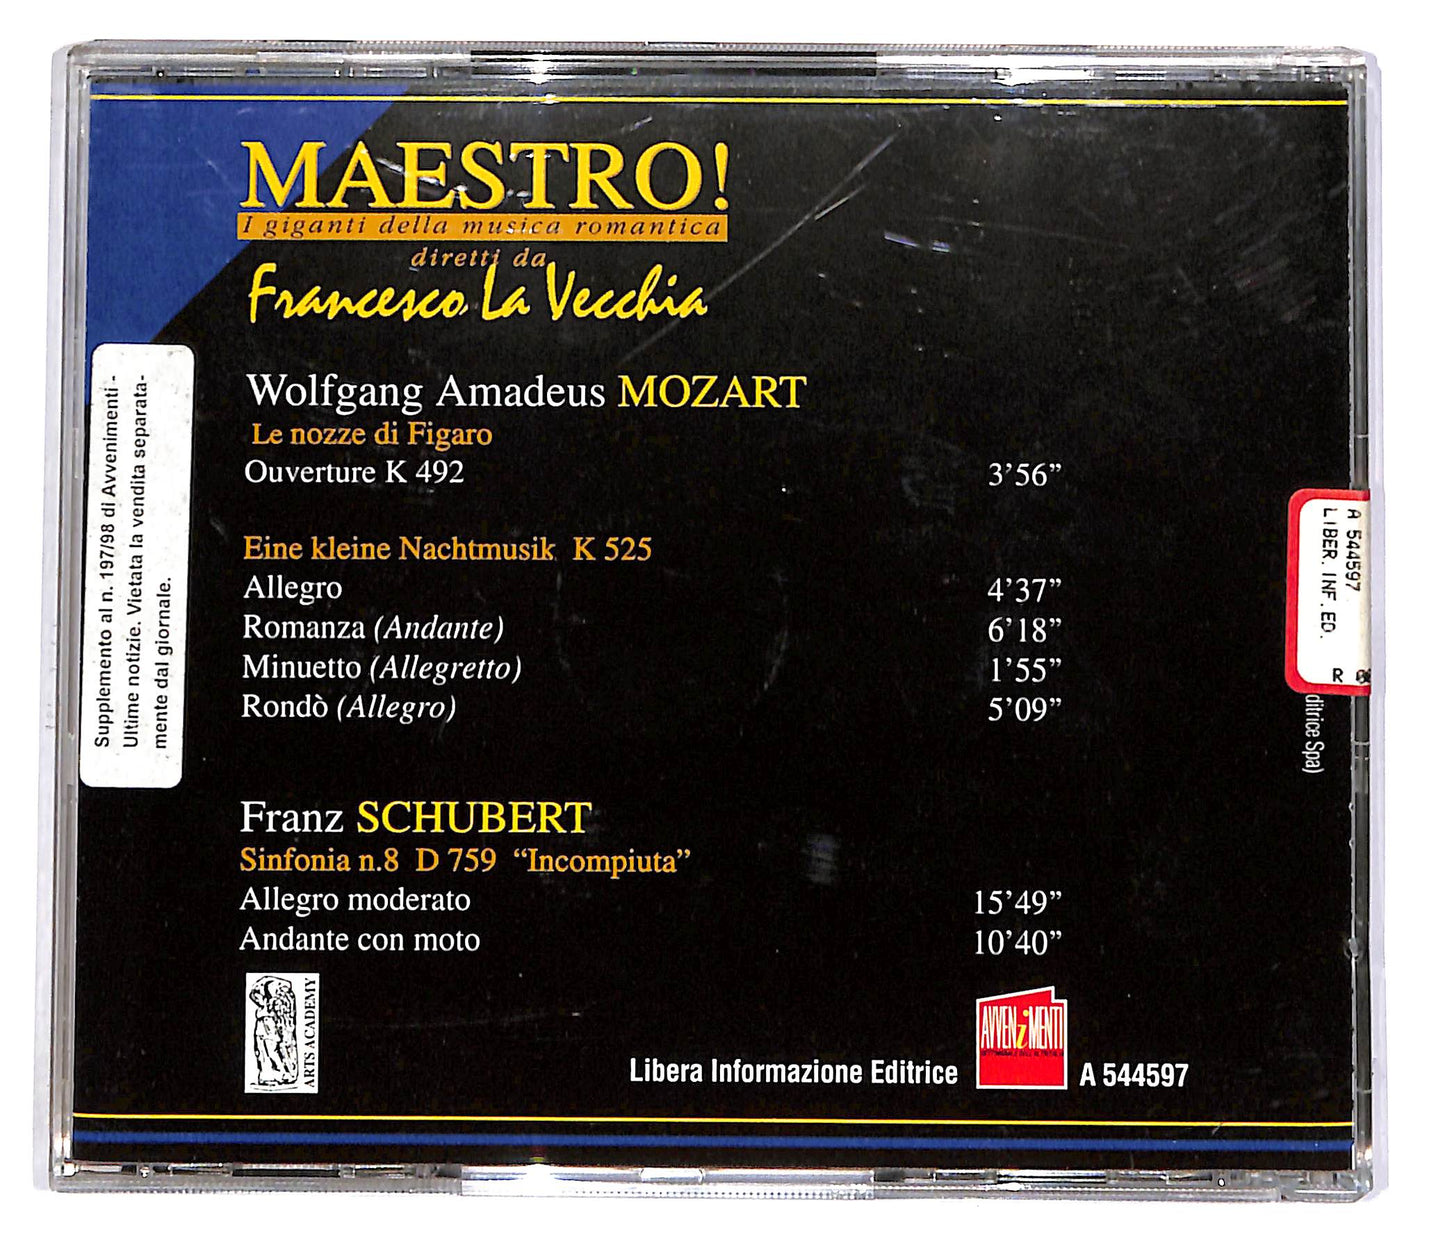 MAESTRO!
I giganti della musica romantica
diretti da
Francesco La Vecchia
Wolfgang Amadeus MOZART
Le nozze di Figaro
Ouverture K 492 3’56”
Eine kleine Nachtmusik K 525
Allegro 4’37”
Romanza (Andante) 6’18”
Minuetto (Allegretto) 1’55”
Rondò (Allegro) 5’09”
Franz SCHUBERT
Sinfonia n.8 D 759 “Incompiuta”
Allegro moderato 15’49”
Andante con moto 10’40”
ARTS ACADEMY
Libera Informazione Editrice
AVVENiMENTI
A 544597
Supplemento al n. 197/98 di Avvenimenti -
Ultime notizie. Vietata la vendita separata-
mente dal giornale.
A 544597
LIBER. INF. ED.
R
ditrice Spa)